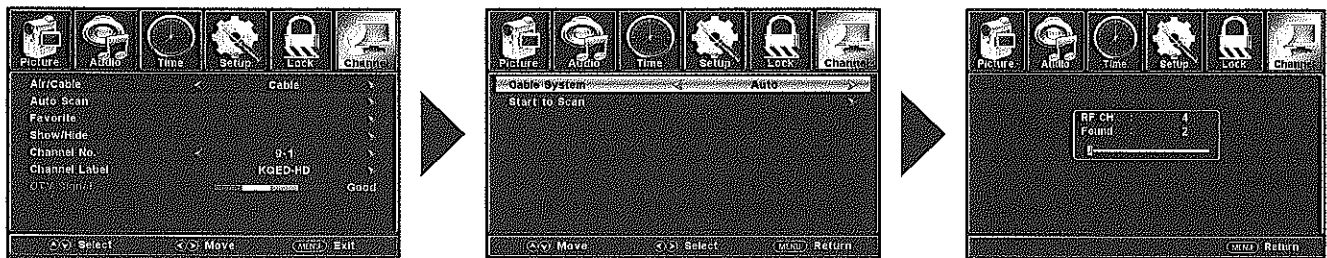 Picture Audio Time Setup Lock Channel
Air/Cable < Cable >
Auto Scan >
Favorite >
Show/Hide >
Channel No. < 9-1 >
Channel Label KQED-HD >
DTV Signal Good
Select Move MENU Exit
Picture Audio Time Setup Lock Channel
Cable System < Auto >
Start to Scan >
Move Select MENU Return
Picture Audio Time Setup Lock Channel
RF CH : 4
Found : 2
MENU Return